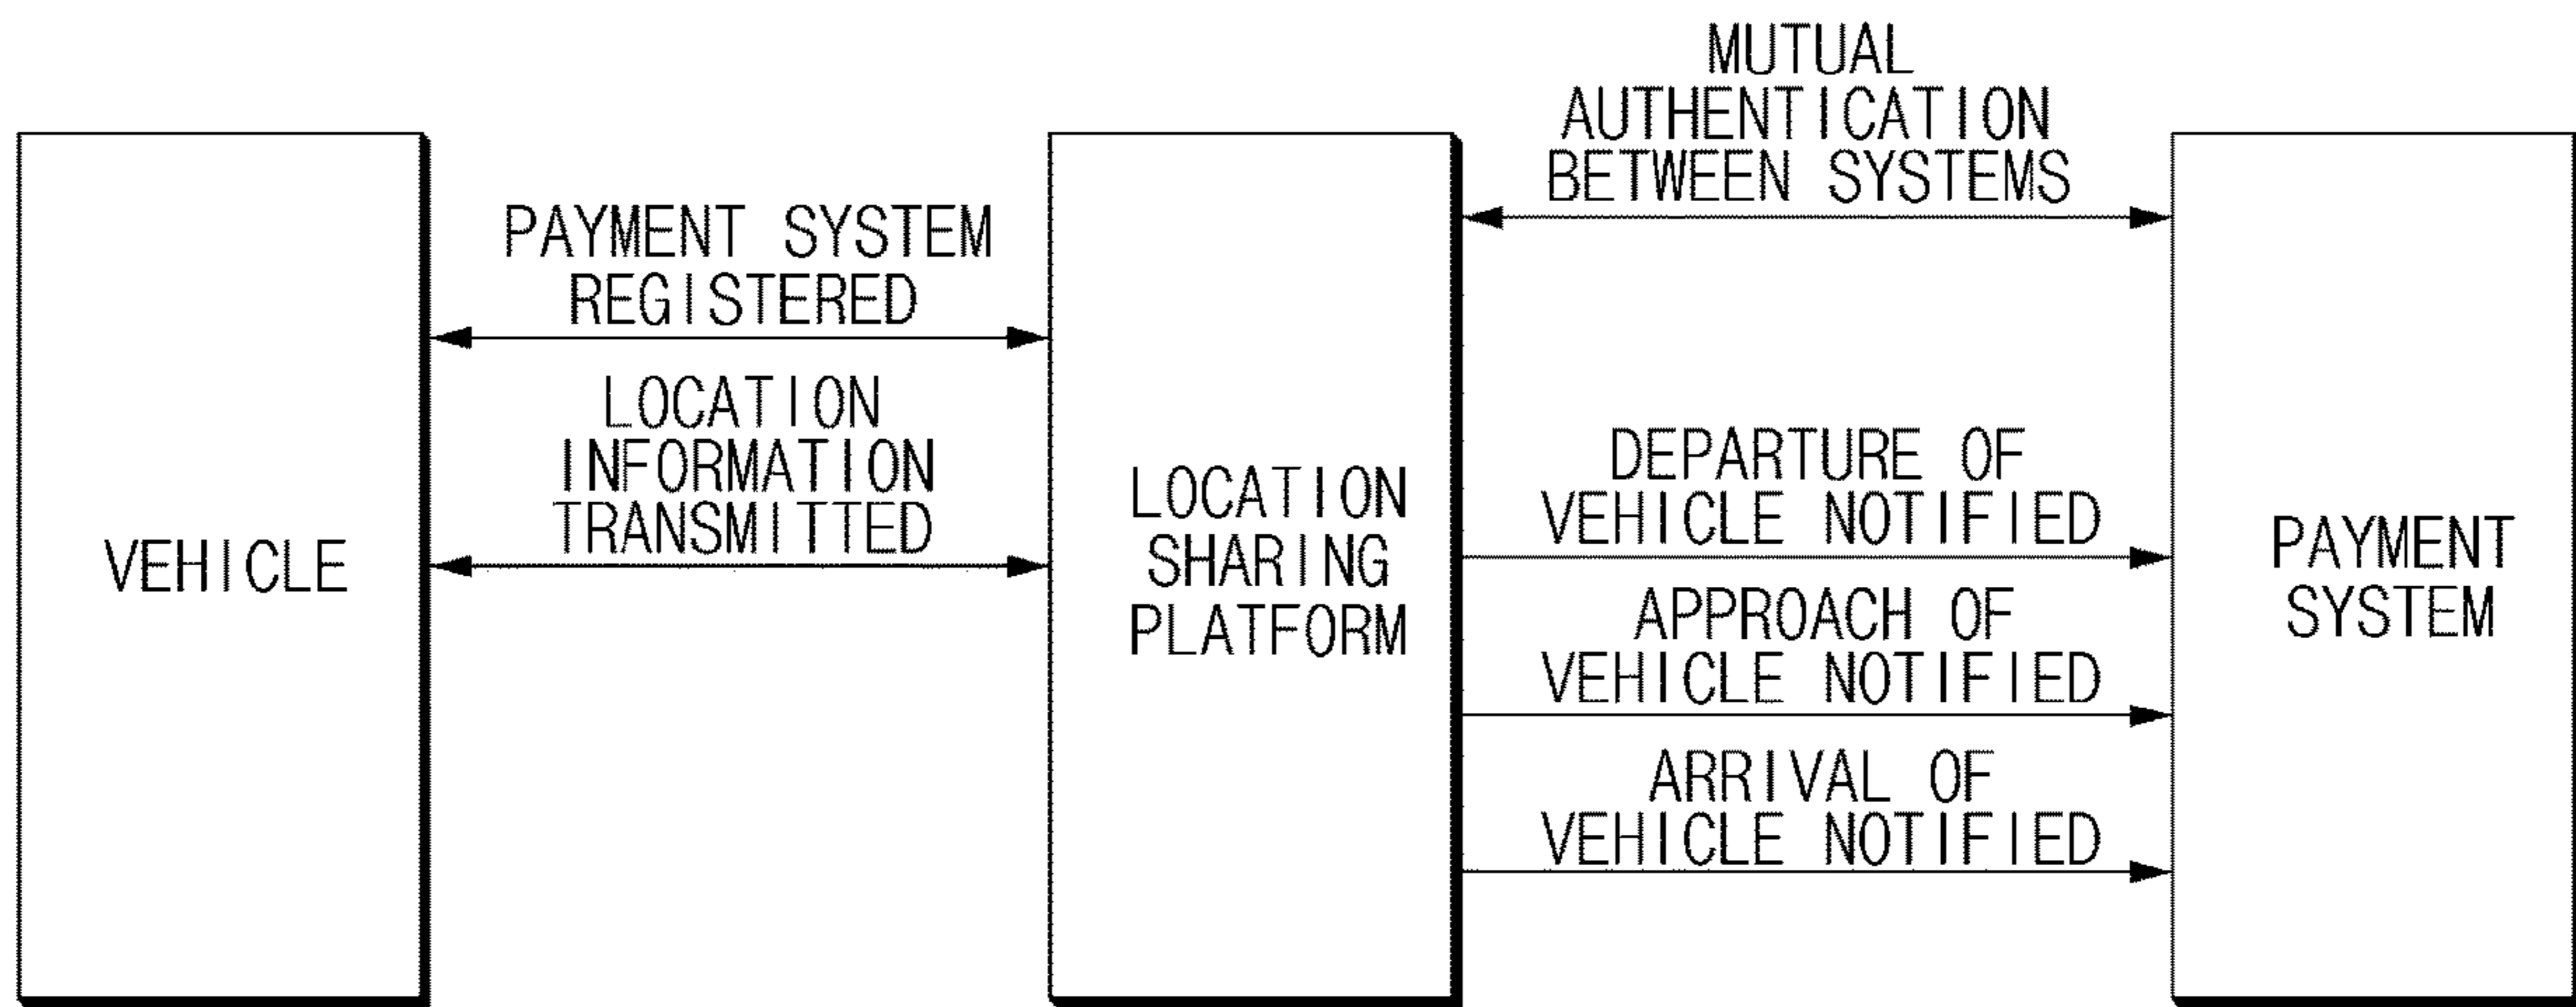 MUTUAL
AUTHENTICATION
BETWEEN SYSTEMS
PAYMENT SYSTEM
REGISTERED
LOCATION
INFORMATION
TRANSMITTED
VEHICLE
LOCATION
SHARING
PLATFORM
DEPARTURE OF
VEHICLE NOTIFIED
APPROACH OF
VEHICLE NOTIFIED
ARRIVAL OF
VEHICLE NOTIFIED
PAYMENT
SYSTEM